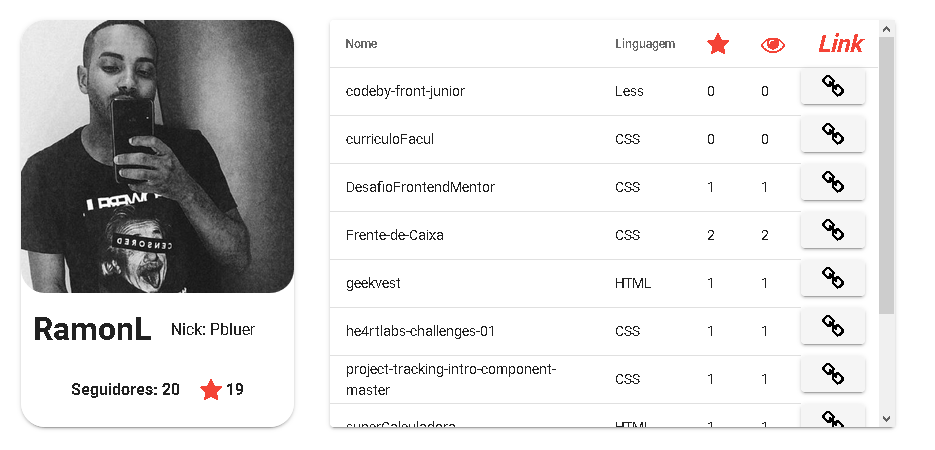 CENSORED
RamonL Nick: Pbluer
Seguidores: 20 19
Nome Linguagem Link
codeby-front-junior Less 0 0
curriculoFacul CSS 0 0
DesafioFrontendMentor CSS 1 1
Frente-de-Caixa CSS 2 2
geekvest HTML 1 1
he4rtlabs-challenges-01 CSS 1 1
project-tracking-intro-component-
master CSS 1 1
superCalculadora HTML 1 1